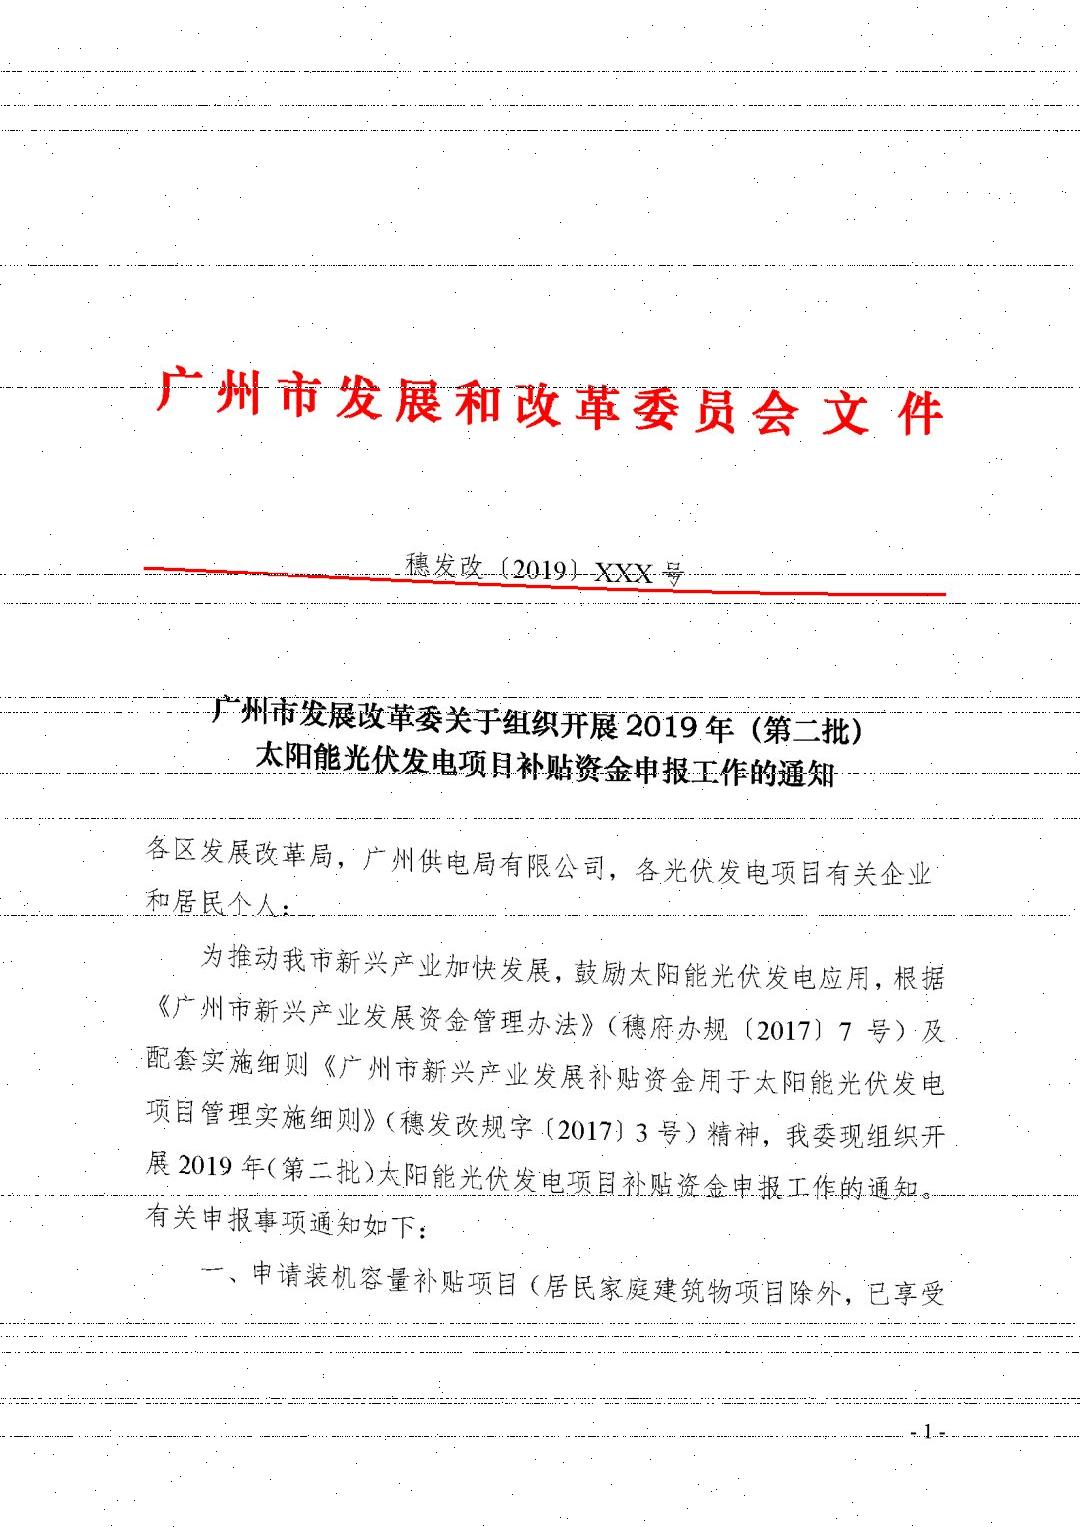 广州市发展和改革委员会文件
穗发改〔2019〕XXX 号
广州市发展改革委关于组织开展 2019 年（第二批）
太阳能光伏发电项目补贴资金申报工作的通知
各区发展改革局，广州供电局有限公司，各光伏发电项目有关企业
和居民个人：
为推动我市新兴产业加快发展，鼓励太阳能光伏发电应用，根据
《广州市新兴产业发展资金管理办法》（穗府办规〔2017〕7 号）及
配套实施细则《广州市新兴产业发展补贴资金用于太阳能光伏发电
项目管理实施细则》（穗发改规字〔2017〕3 号）精神，我委现组织开
展 2019 年（第二批）太阳能光伏发电项目补贴资金申报工作的通知。
有关申报事项通知如下：
一、申请装机容量补贴项目（居民家庭建筑物项目除外，已享受
- 1 -